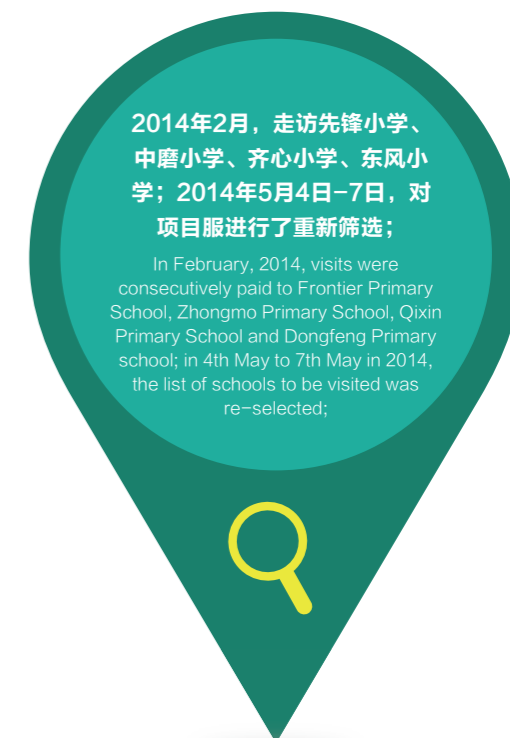 2014年2月，走访先锋小学、
中磨小学、齐心小学、东风小
学；2014年5月4日-7日，对
项目服进行了重新筛选；
In February, 2014, visits were
consecutively paid to Frontier Primary
School, Zhongmo Primary School, Qixin
Primary School and Dongfeng Primary
school; in 4th May to 7th May in 2014,
the list of schools to be visited was
re-selected;